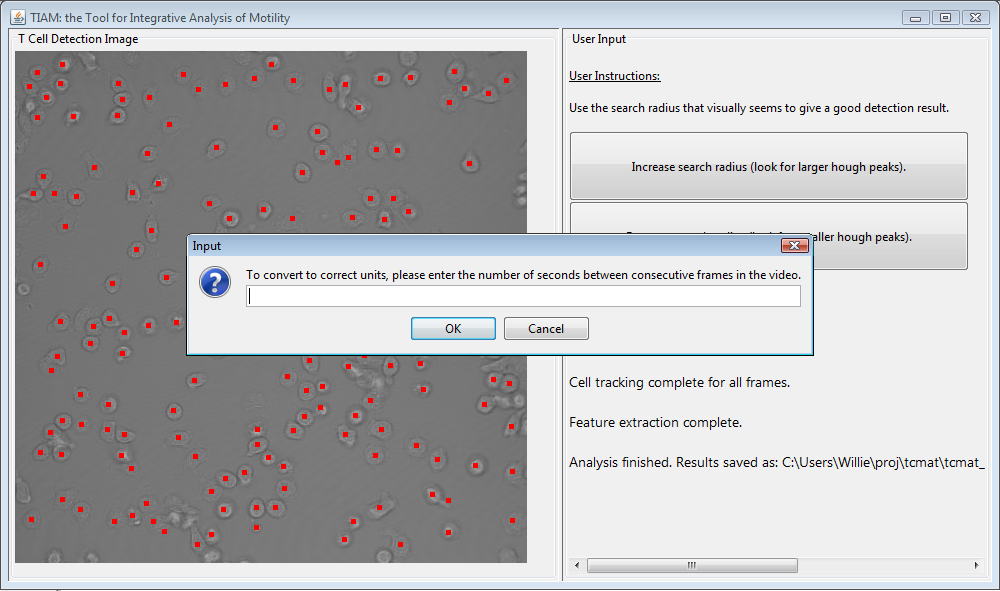 TIAM: the Tool for Integrative Analysis of Motility
T Cell Detection Image
User Input
User Instructions:
Use the search radius that visually seems to give a good detection result.
Increase search radius (look for larger hough peaks).
hough peaks).
Input
To convert to correct units, please enter the number of seconds between consecutive frames in the video.
OK
Cancel
Cell tracking complete for all frames.
Feature extraction complete.
Analysis finished. Results saved as: C:\Users\Willie\proj\tcmat\tcmat_